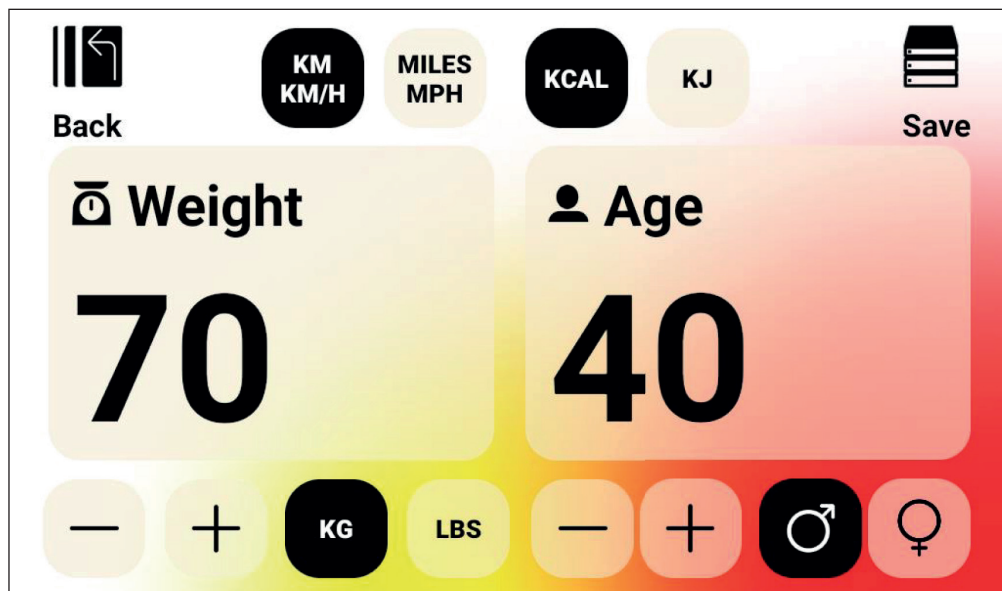 KM
KM/H
MILES
MPH
KCAL
KJ
Back
Save
Weight
Age
70
40
KG
LBS